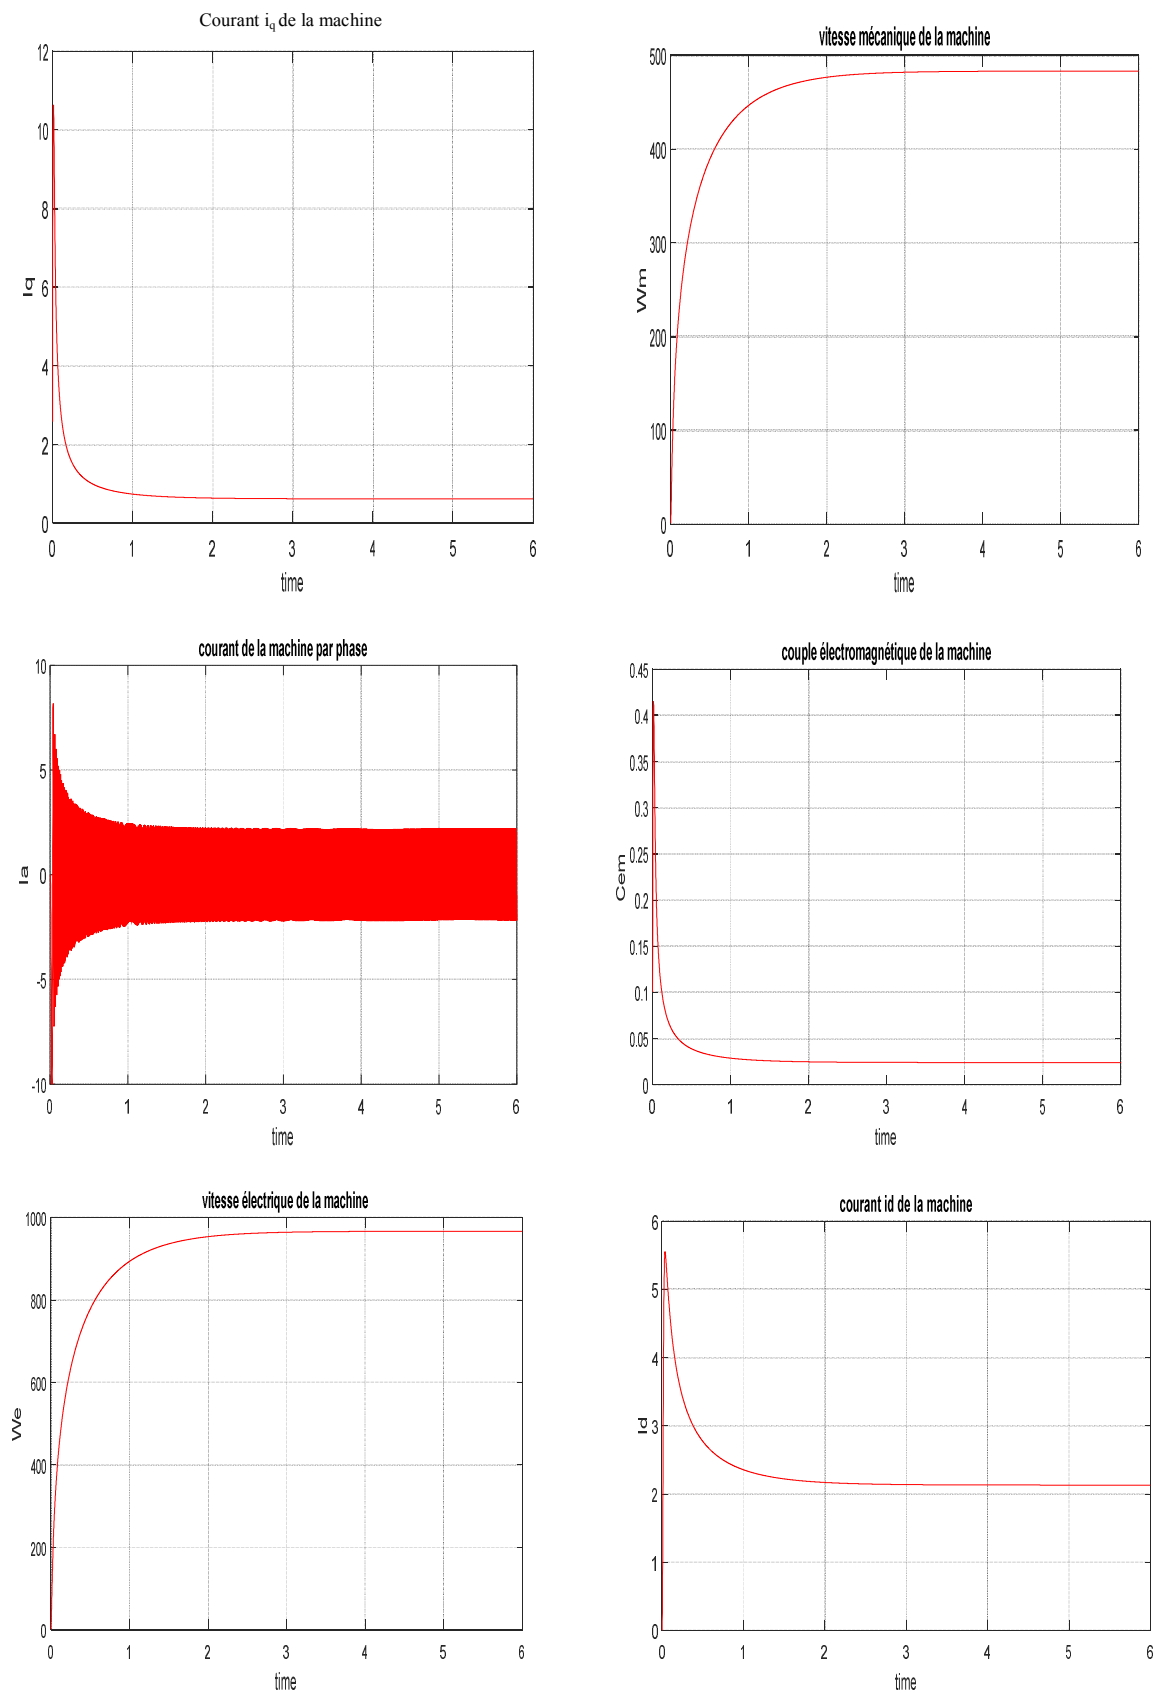 Courant iq de la machine
12
10
8
6
4
2
0
Iq
0 1 2 3 4 5 6
time
vitesse mécanique de la machine
500
400
300
200
100
0
Wm
0 1 2 3 4 5 6
time
courant de la machine par phase
10
5
0
-5
-10
Ia
0 1 2 3 4 5 6
time
couple électromagnétique de la machine
0.45
0.4
0.35
0.3
0.25
0.2
0.15
0.1
0.05
0
Cem
0 1 2 3 4 5 6
time
vitesse électrique de la machine
1000
800
600
400
200
0
We
0 1 2 3 4 5 6
time
courant id de la machine
6
5
4
3
2
1
0
Id
0 1 2 3 4 5 6
time